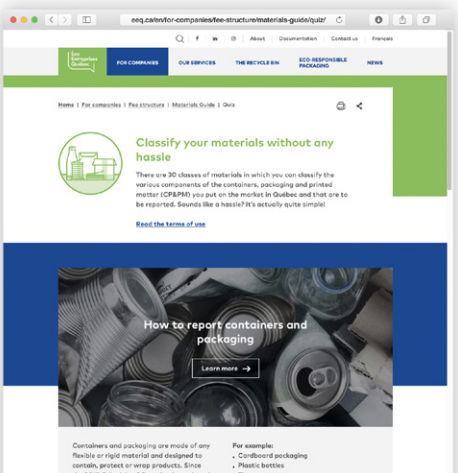 eeq.ca/en/for-companies/fee-structure/materials-guide/quiz/
About Documentation Contact us Français
Éco Entreprises Québec
FOR COMPANIES OUR SERVICES THE RECYCLE BIN ECO-RESPONSIBLE PACKAGING NEWS
Home | For companies | Fee structure | Materials Guide | Quiz
Classify your materials without any
hassle
There are 30 classes of materials in which you can classify the
various components of the containers, packaging and printed
matter (CP&PM) you put on the market in Québec and that are to
be reported. Sounds like a hassle? It's actually quite simple!
Read the terms of use
How to report containers and
packaging
Learn more →
Containers and packaging are made of any
flexible or rigid material and designed to
contain, protect or wrap products. Since
For example:
• Cardboard packaging
• Plastic bottles